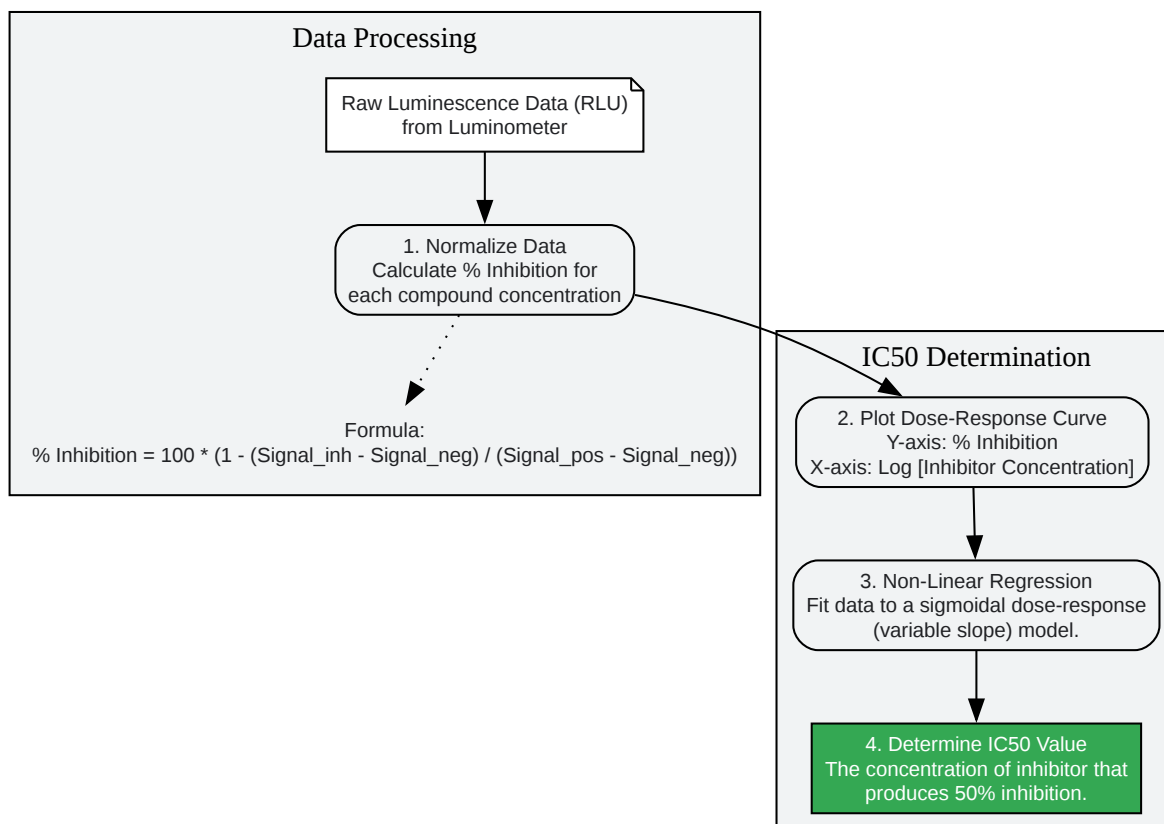 Data Processing
Raw Luminescence Data (RLU)
from Luminometer
1. Normalize Data
Calculate % Inhibition for
each compound concentration
Formula:
% Inhibition = 100 * (1 - (Signal_inh - Signal_neg) / (Signal_pos - Signal_neg))
IC50 Determination
2. Plot Dose-Response Curve
Y-axis: % Inhibition
X-axis: Log [Inhibitor Concentration]
3. Non-Linear Regression
Fit data to a sigmoidal dose-response
(variable slope) model.
4. Determine IC50 Value
The concentration of inhibitor that
produces 50% inhibition.